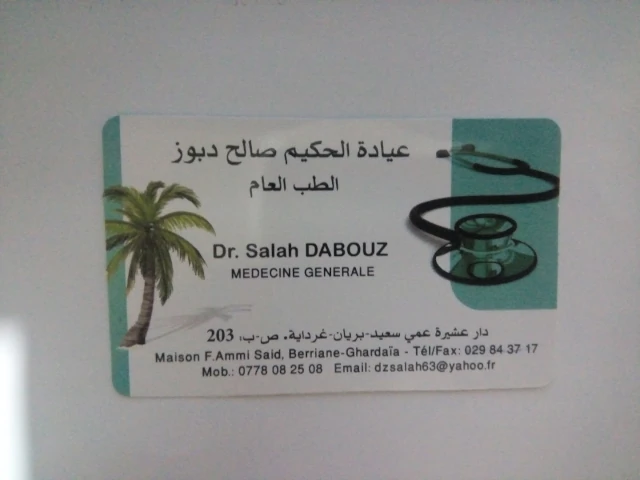 عيادة الحكيم صالح دبوز
الطب العام
Dr. Salah DABOUZ
MEDECINE GENERALE
دار عشيرة عمي سعيد-بريان-غرداية، ص-ب، 203
Maison F.Ammi Said, Berriane-Ghardaïa - Tél/Fax: 029 84 37 17
Mob.: 0778 08 25 08 Email: dzsalah63@yahoo.fr